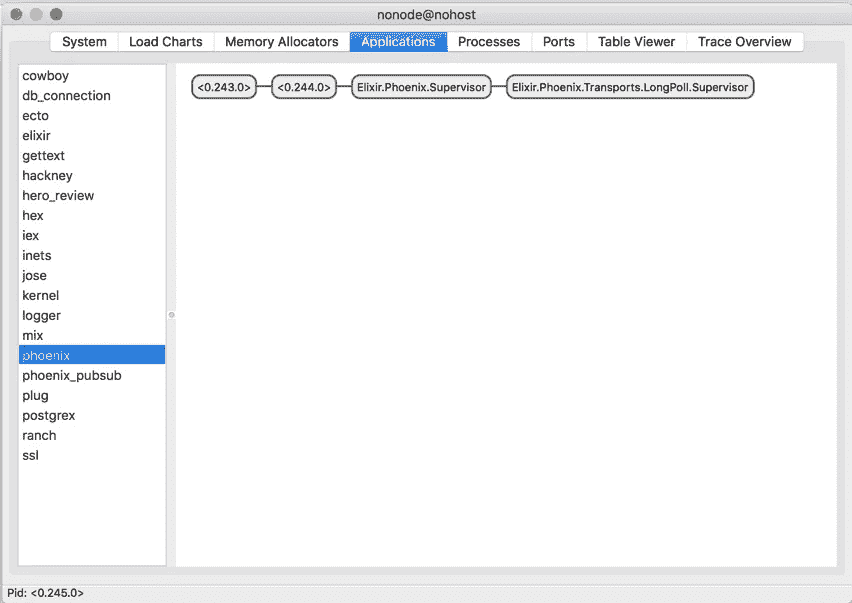 nonode@nohost
System Load Charts Memory Allocators Applications Processes Ports Table Viewer Trace Overview
<0.243.0> <0.244.0> Elixir.Phoenix.Supervisor Elixir.Phoenix.Transports.LongPoll.Supervisor
cowboy
db_connection
ecto
elixir
gettext
hackney
hero_review
hex
iex
inets
jose
kernel
logger
mix
phoenix
phoenix_pubsub
plug
postgrex
ranch
ssl
Pid: <0.245.0>